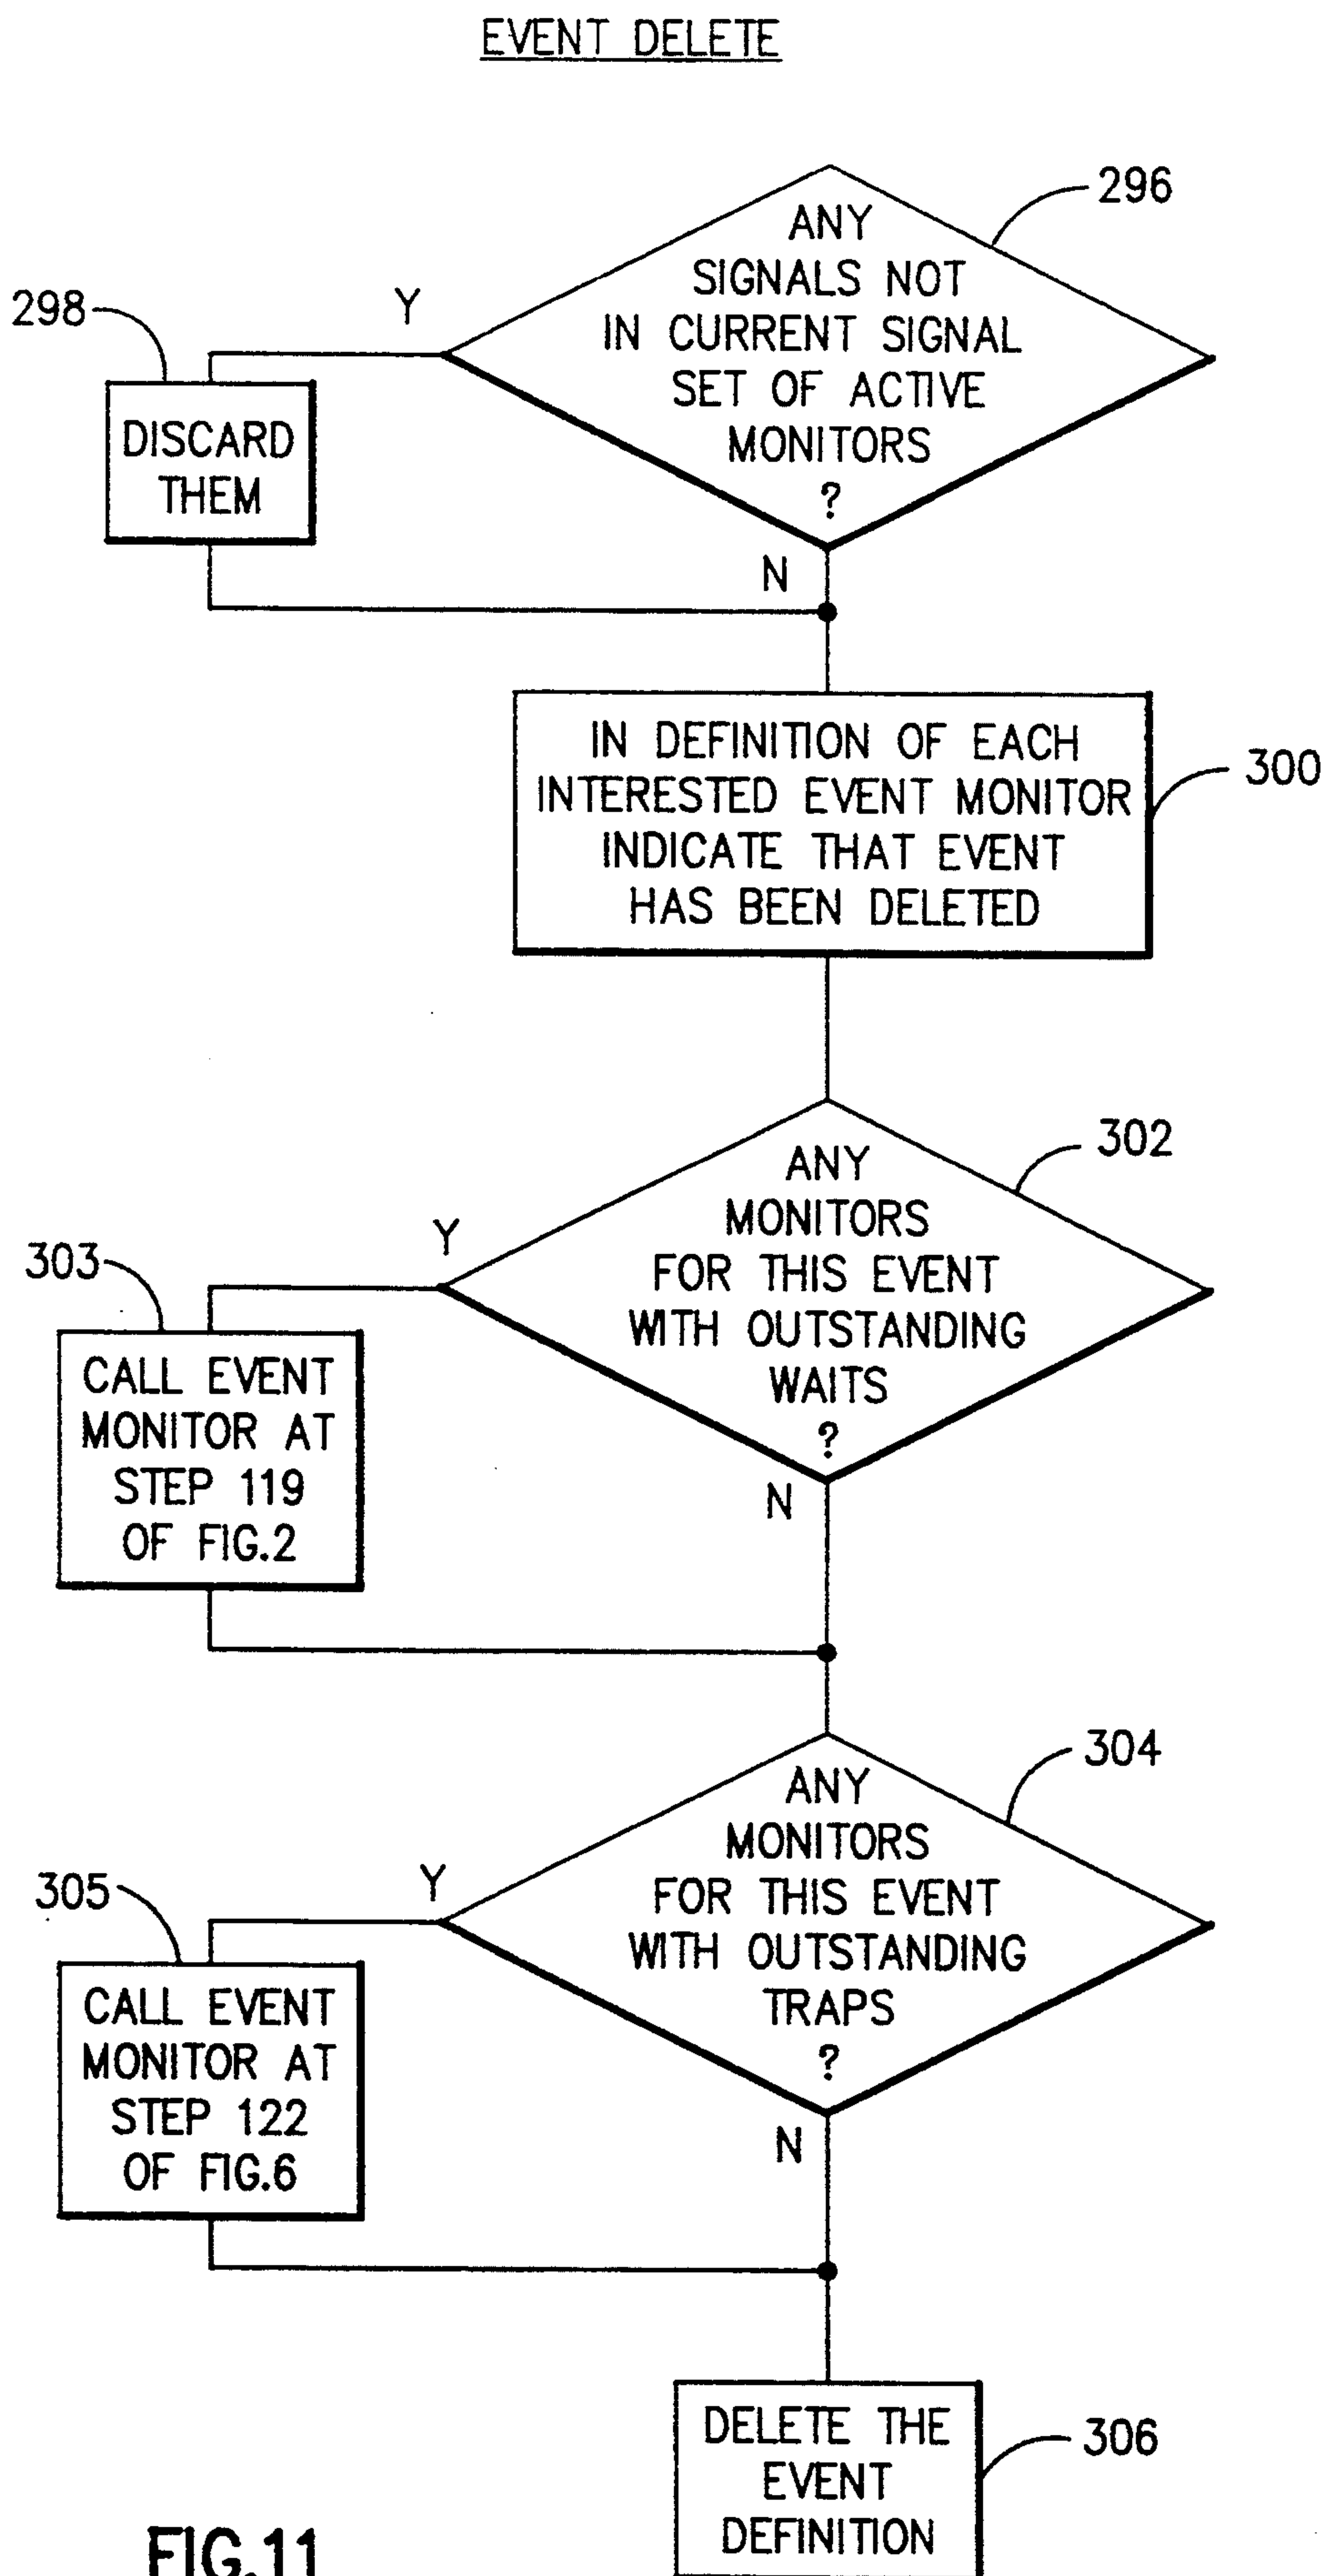 EVENT DELETE
296
ANY
SIGNALS NOT
IN CURRENT SIGNAL
SET OF ACTIVE
MONITORS
?
Y
298
DISCARD
THEM
N
IN DEFINITION OF EACH
INTERESTED EVENT MONITOR
INDICATE THAT EVENT
HAS BEEN DELETED
300
302
ANY
MONITORS
FOR THIS EVENT
WITH OUTSTANDING
WAITS
?
Y
303
CALL EVENT
MONITOR AT
STEP 119
OF FIG.2
N
304
ANY
MONITORS
FOR THIS EVENT
WITH OUTSTANDING
TRAPS
?
Y
305
CALL EVENT
MONITOR AT
STEP 122
OF FIG.6
N
DELETE THE
EVENT
DEFINITION
306
FIG.11